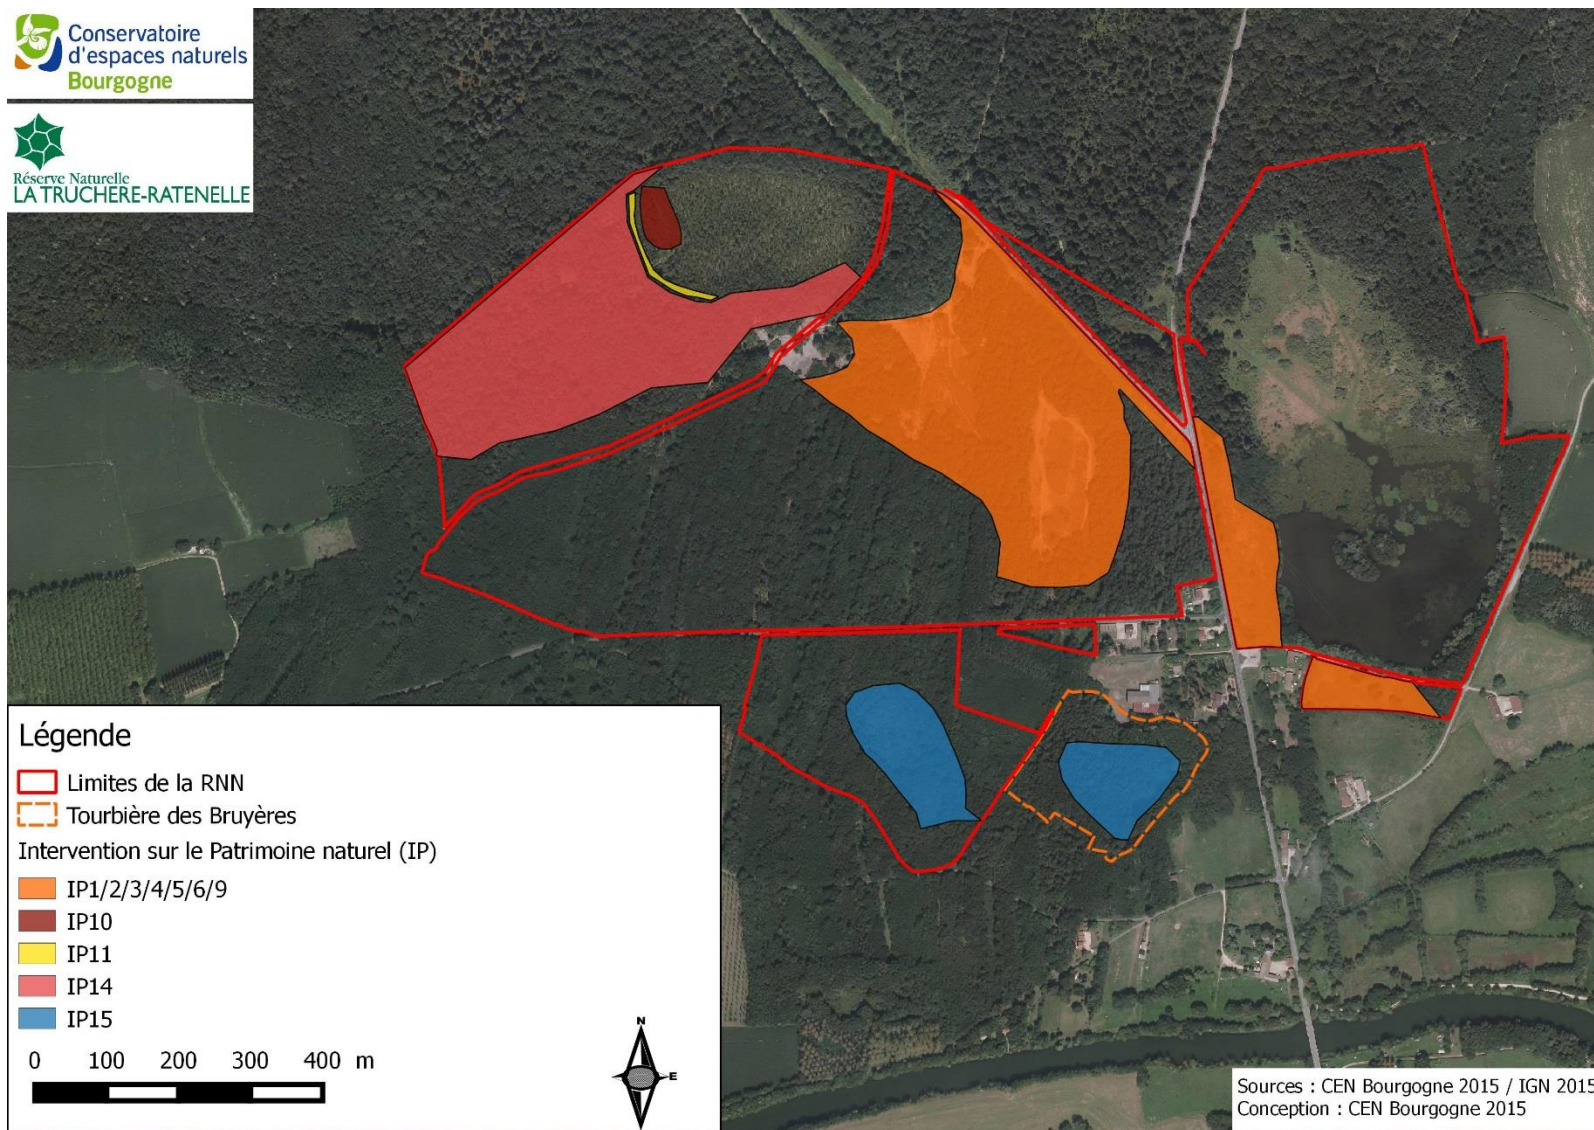 Conservatoire
d'espaces naturels
Bourgogne
Réserve Naturelle
LA TRUCHERE-RATENELLE
Légende
Limites de la RNN
Tourbière des Bruyères
Intervention sur le Patrimoine naturel (IP)
IP1/2/3/4/5/6/9
IP10
IP11
IP14
IP15
0 100 200 300 400 m
N
E
Sources : CEN Bourgogne 2015 / IGN 2015
Conception : CEN Bourgogne 2015